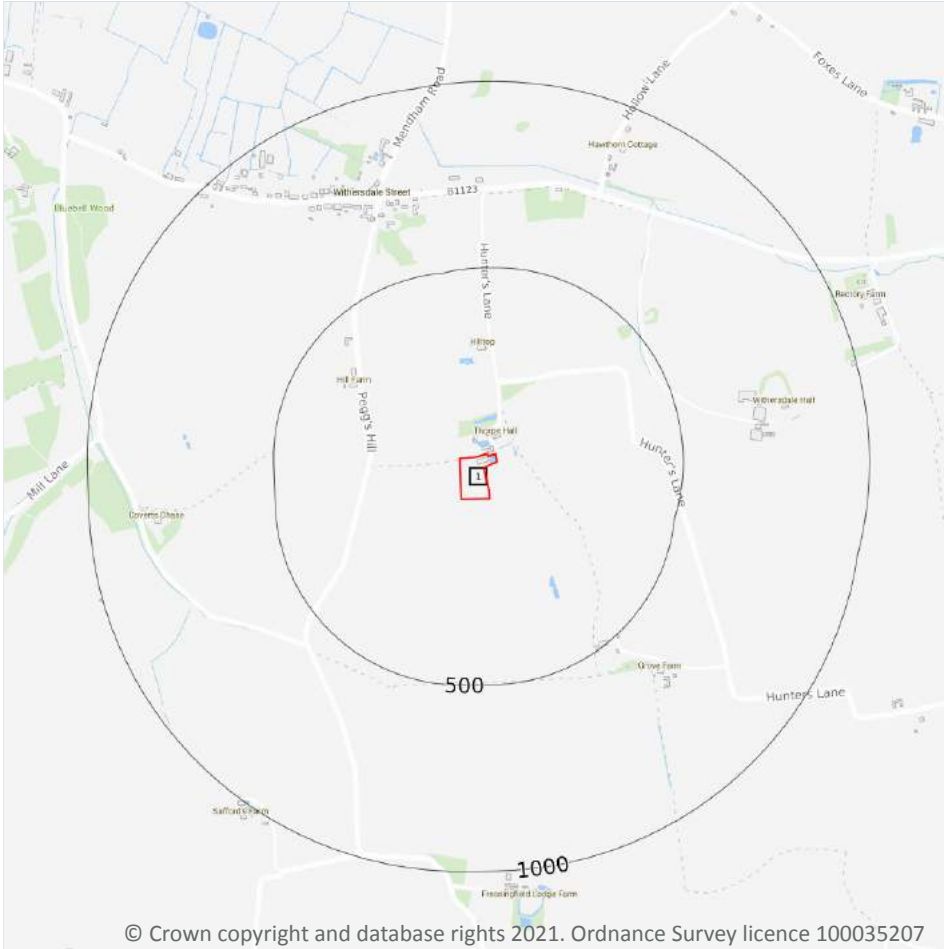 Foxes Lane
Mendham Road
Hallow Lane
Hawthorn Cottage
Withersdale Street
B1123
Bluebell Wood
Hunter's Lane
Rectory Farm
Hilltop
Hill Farm
Withersdale Hall
Pegg's Hill
Thorpe Hall
Hunter's Lane
1
Mill Lane
Coverts Chase
Grove Farm
500
Hunters Lane
Safford's Farm
1000
Fressingfield Lodge Farm
© Crown copyright and database rights 2021. Ordnance Survey licence 100035207